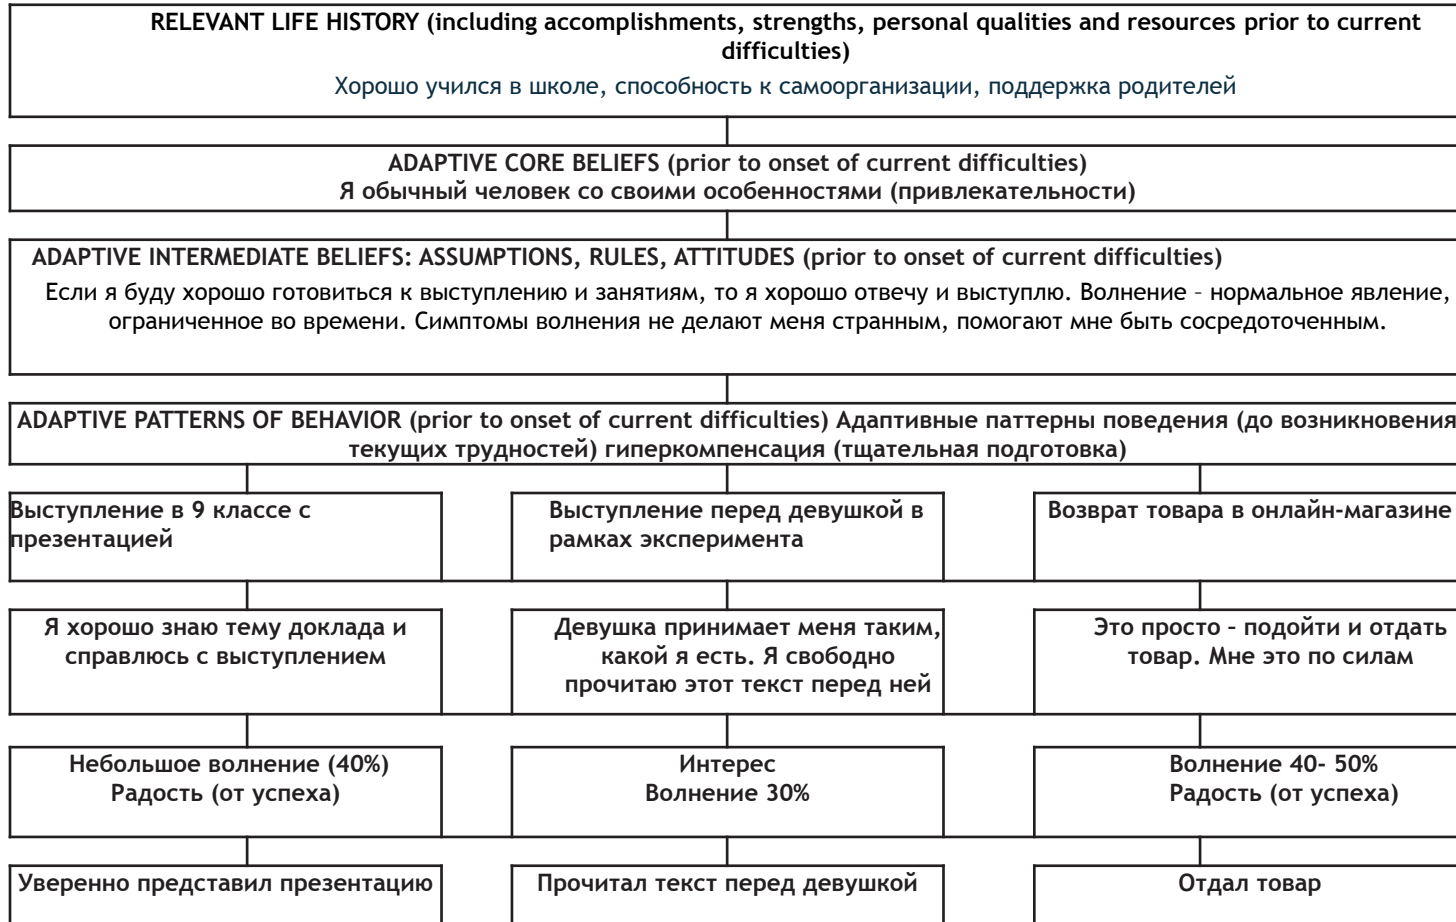 RELEVANT LIFE HISTORY (including accomplishments, strengths, personal qualities and resources prior to current
difficulties)
Хорошо учился в школе, способность к самоорганизации, поддержка родителей
ADAPTIVE CORE BELIEFS (prior to onset of current difficulties)
Я обычный человек со своими особенностями (привлекательности)
ADAPTIVE INTERMEDIATE BELIEFS: ASSUMPTIONS, RULES, ATTITUDES (prior to onset of current difficulties)
Если я буду хорошо готовиться к выступлению и занятиям, то я хорошо отвечу и выступлю. Волнение – нормальное явление,
ограниченное во времени. Симптомы волнения не делают меня странным, помогают мне быть сосредоточенным.
ADAPTIVE PATTERNS OF BEHAVIOR (prior to onset of current difficulties) Адаптивные паттерны поведения (до возникновения
текущих трудностей) гиперкомпенсация (тщательная подготовка)
Выступление в 9 классе с
презентацией
Выступление перед девушкой в
рамках эксперимента
Возврат товара в онлайн-магазине
Я хорошо знаю тему доклада и
справлюсь с выступлением
Девушка принимает меня таким,
какой я есть. Я свободно
прочитаю этот текст перед ней
Это просто – подойти и отдать
товар. Мне это по силам
Небольшое волнение (40%)
Радость (от успеха)
Интерес
Волнение 30%
Волнение 40- 50%
Радость (от успеха)
Уверенно представил презентацию
Прочитал текст перед девушкой
Отдал товар